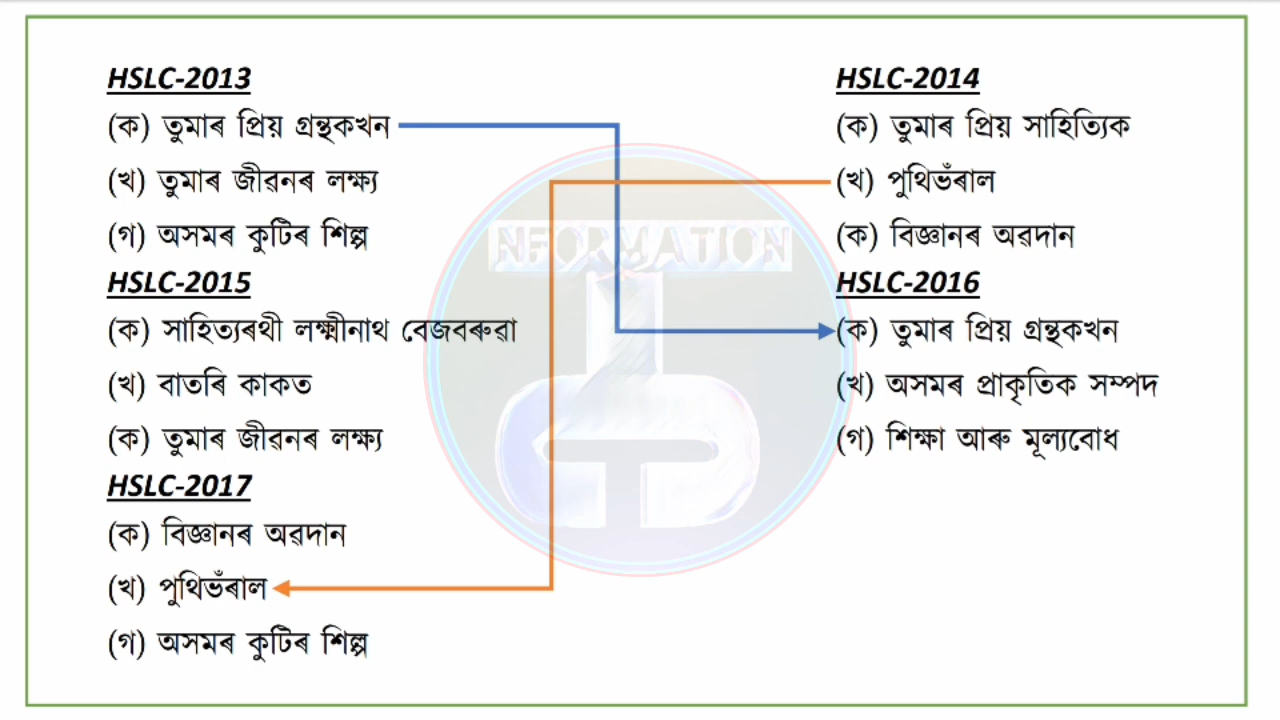 HSLC-2013
(ক) তুমাৰ প্ৰিয় গ্ৰন্থকখন
(খ) তুমাৰ জীৱনৰ লক্ষ্য
(গ) অসমৰ কুটিৰ শিল্প
HSLC-2015
(ক) সাহিত্যৰথী লক্ষ্মীনাথ বেজবৰুৱা
(খ) বাতৰি কাকত
(ক) তুমাৰ জীৱনৰ লক্ষ্য
HSLC-2017
(ক) বিজ্ঞানৰ অৱদান
(খ) পুথিভঁৰাল
(গ) অসমৰ কুটিৰ শিল্প
HSLC-2014
(ক) তুমাৰ প্ৰিয় সাহিত্যিক
(খ) পুথিভঁৰাল
(ক) বিজ্ঞানৰ অৱদান
HSLC-2016
(ক) তুমাৰ প্ৰিয় গ্ৰন্থকখন
(খ) অসমৰ প্ৰাকৃতিক সম্পদ
(গ) শিক্ষা আৰু মূল্যবোধ
NFORMATION